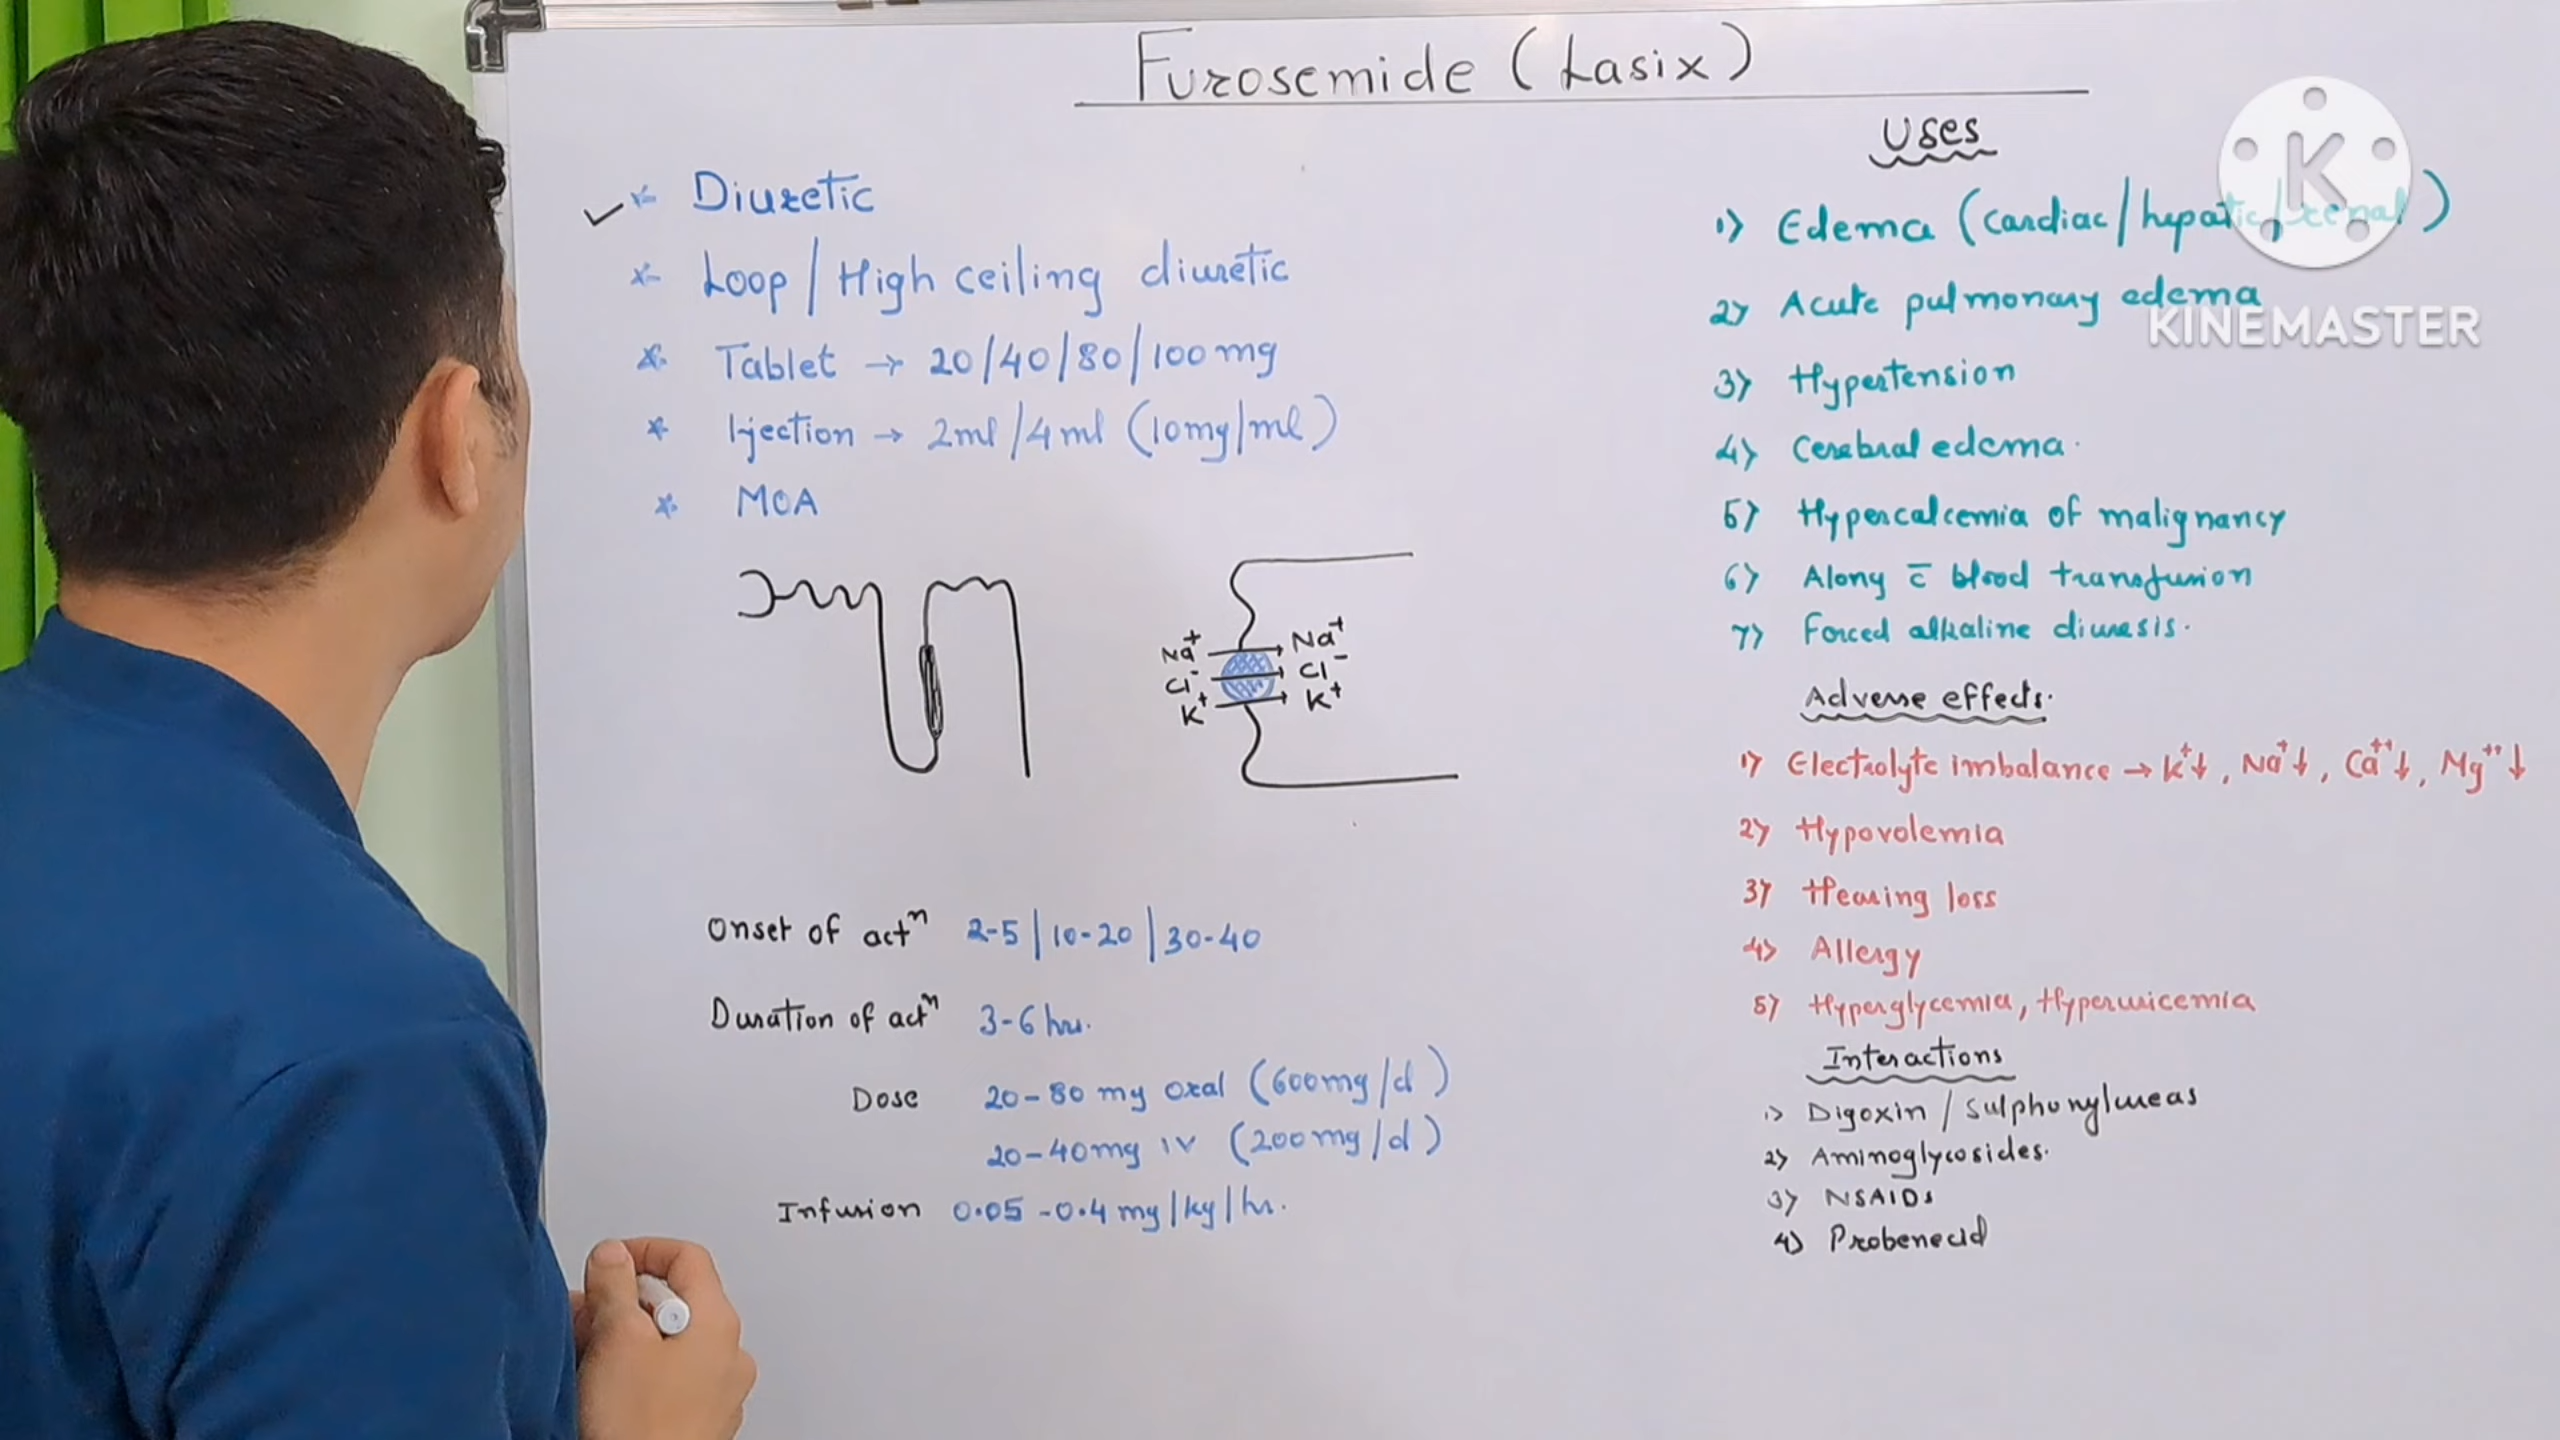 Furosemide (Lasix)
* Diuretic
* Loop/High ceiling diuretic
* Tablet → 20/40/80/100mg
* Ijection → 2ml/4ml (10mg/ml)
* MOA
Na+ Na+
Cl- Cl-
K+ K+
Onset of actn 2-5|10-20|30-40
Duration of actn 3-6 hrs.
Dose 20-80 mg oral (600mg/d)
20-40mg IV (200mg/d)
Infusion 0.05-0.4 mg/kg/hr.
Uses
1) Edema (cardiac/hepatic/renal)
2) Acute pulmonary edema
3) Hypertension
4) Cerebral edema.
5) Hypercalcemia of malignancy
6) Along c̄ blood transfusion
7) Forced alkaline diuresis.
Adverse effects.
1) Electrolyte imbalance → K+↓, Na+↓, Ca++↓, Mg++↓
2) Hypovolemia
3) Hearing loss
4) Allergy
5) Hyperglycemia, Hyperuricemia
Interactions
1) Digoxin / Sulphonylureas
2) Aminoglycosides.
3) NSAIDs
4) Probenecid
K
KINEMASTER